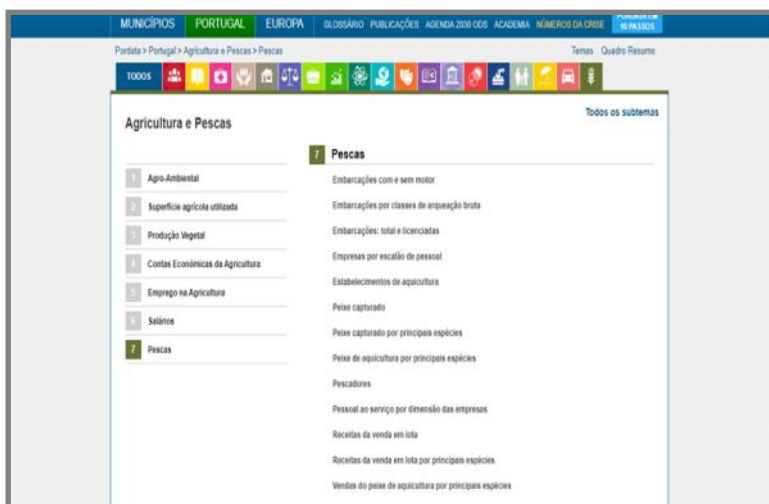 MUNICÍPIOS PORTUGAL EUROPA GLOSSÁRIO PUBLICAÇÕES AGENDA 2030 ODS ACADEMIA NÚMEROS DA CRISE PORDATA EM
10 PASSOS
Pordata > Portugal > Agricultura e Pescas > Pescas Temas Quadro Resumo
TODOS
Todos os subtemas
Agricultura e Pescas
1 Agro-Ambiental
2 Superfície agrícola utilizada
3 Produção Vegetal
4 Contas Económicas da Agricultura
5 Emprego na Agricultura
6 Salários
7 Pescas
7 Pescas
Embarcações com e sem motor
Embarcações por classes de arqueação bruta
Embarcações: total e licenciadas
Empresas por escalão de pessoal
Estabelecimentos de aquicultura
Peixe capturado
Peixe capturado por principais espécies
Peixe de aquicultura por principais espécies
Pescadores
Pessoal ao serviço por dimensão das empresas
Receitas da venda em lota
Receitas da venda em lota por principais espécies
Vendas do peixe de aquicultura por principais espécies